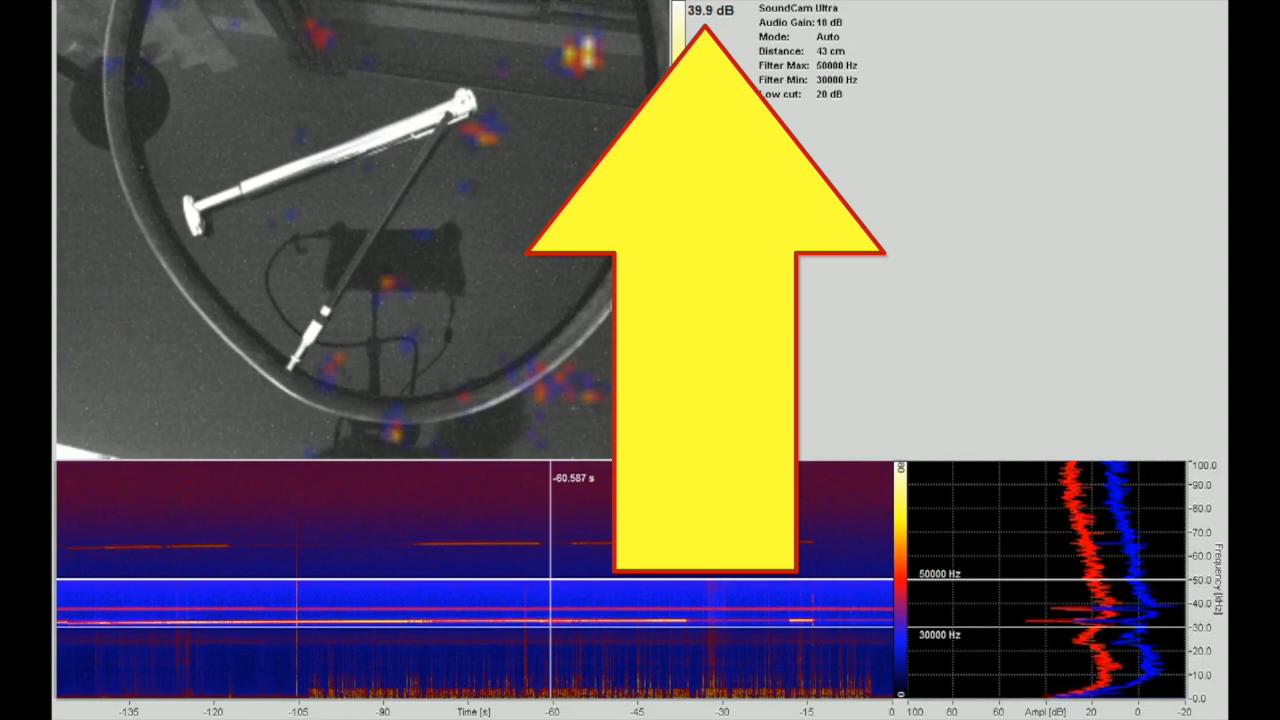 39.9 dB
SoundCam Ultra
Audio Gain: 18 dB
Mode: Auto
Distance: 43 cm
Filter Max: 50000 Hz
Filter Min: 30000 Hz
Low cut: 20 dB
-60.587 s
80
0
50000 Hz
30000 Hz
100.0
90.0
80.0
70.0
60.0
50.0
40.0
30.0
20.0
10.0
0.0
Frequency [kHz]
-135 -120 -105 -90 Time [s] -60 -45 -30 -15 0
100 80 60 Ampl [dB] 20 0 -20